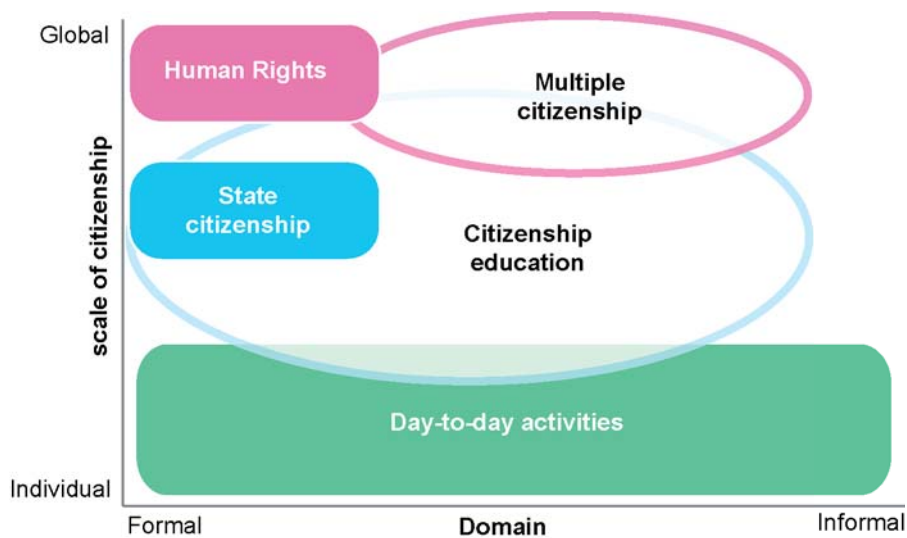 Global
Human Rights
Multiple
citizenship
State
citizenship
scale of citizenship
Citizenship
education
Day-to-day activities
Individual
Formal
Domain
Informal